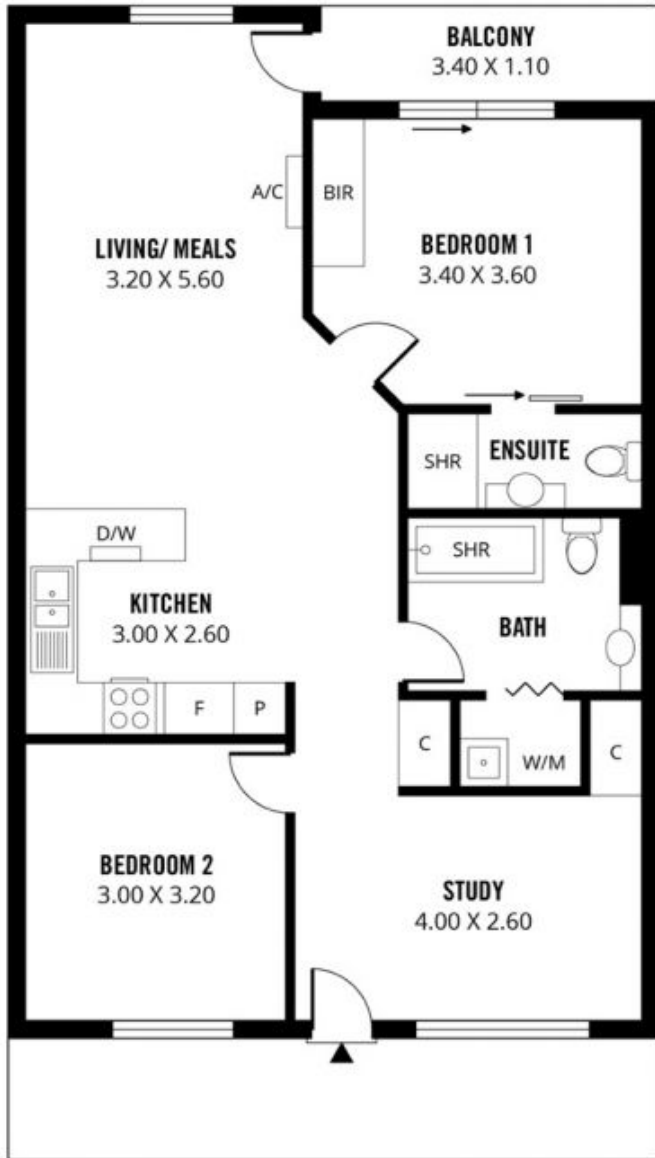 BALCONY
3.40 X 1.10
A/C
BIR
LIVING/ MEALS
3.20 X 5.60
BEDROOM 1
3.40 X 3.60
SHR
ENSUITE
D/W
SHR
KITCHEN
3.00 X 2.60
BATH
F
P
C
W/M
C
BEDROOM 2
3.00 X 3.20
STUDY
4.00 X 2.60